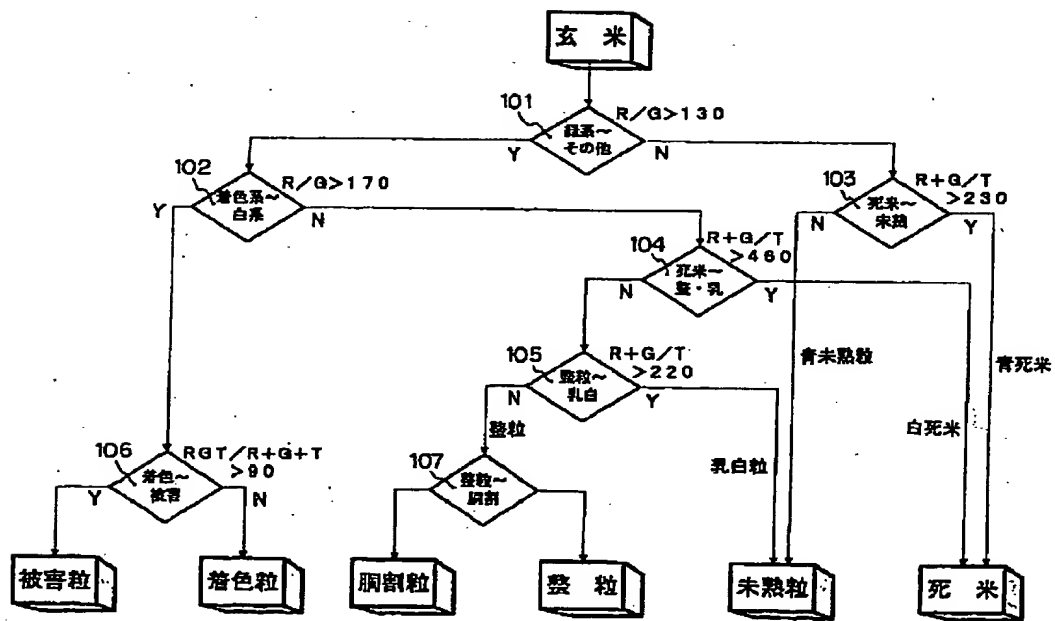 玄 米
101
R/G>130
緑系～
その他
Y
N
102
R/G>170
着色系～
白系
Y
N
103
R+G/T
>230
死米～
未熟
N
Y
104
R+G/T
>460
死米～
整・乳
N
Y
青未熟粒
青死米
105
R+G/T
>220
整粒～
乳白
N
Y
整粒
乳白粒
白死米
106
RGT/R+G+T
>90
着色～
被害
Y
N
107
整粒～
胴割
被害粒
着色粒
胴割粒
整 粒
未熟粒
死 米